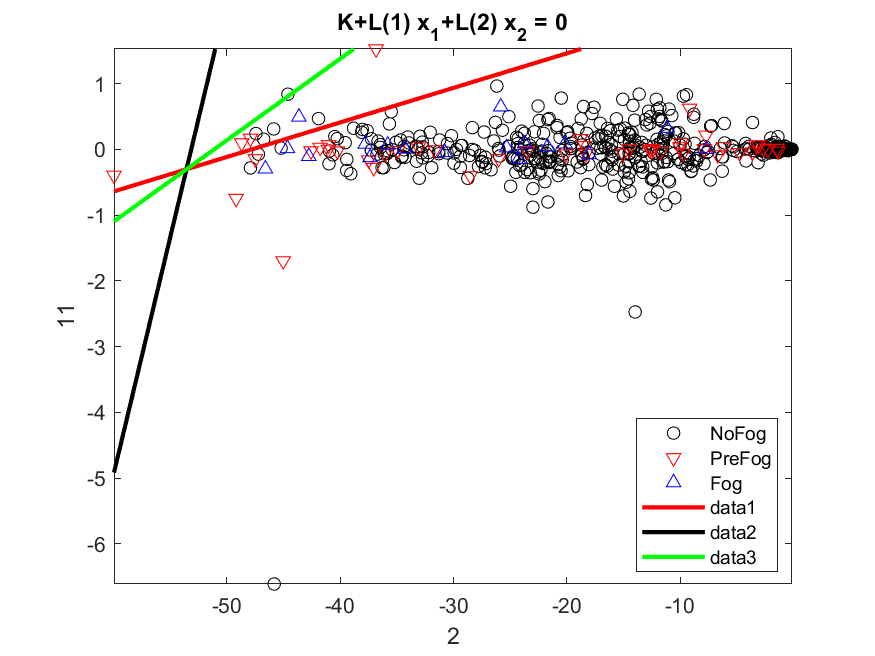 K+L(1) x1+L(2) x2 = 0
1
0
-1
-2
-3
-4
-5
-6
11
-50 -40 -30 -20 -10
2
NoFog
PreFog
Fog
data1
data2
data3